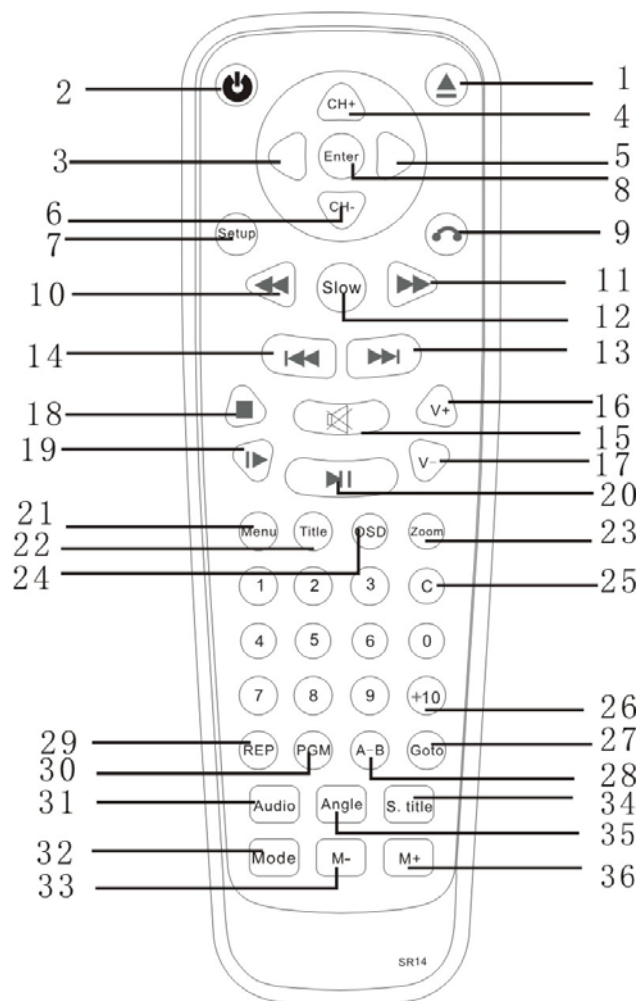 2
1
CH+
4
3
Enter
5
8
6
CH-
7
Setup
9
10
Slow
11
12
14
13
18
V+
16
15
19
V-
17
20
21
Menu
Title
OSD
Zoom
22
23
24
1
2
3
C
25
4
5
6
0
7
8
9
+10
26
29
REP
PGM
A-B
Goto
27
30
28
31
Audio
Angle
S. title
34
35
32
Mode
M-
M+
33
36
SR14